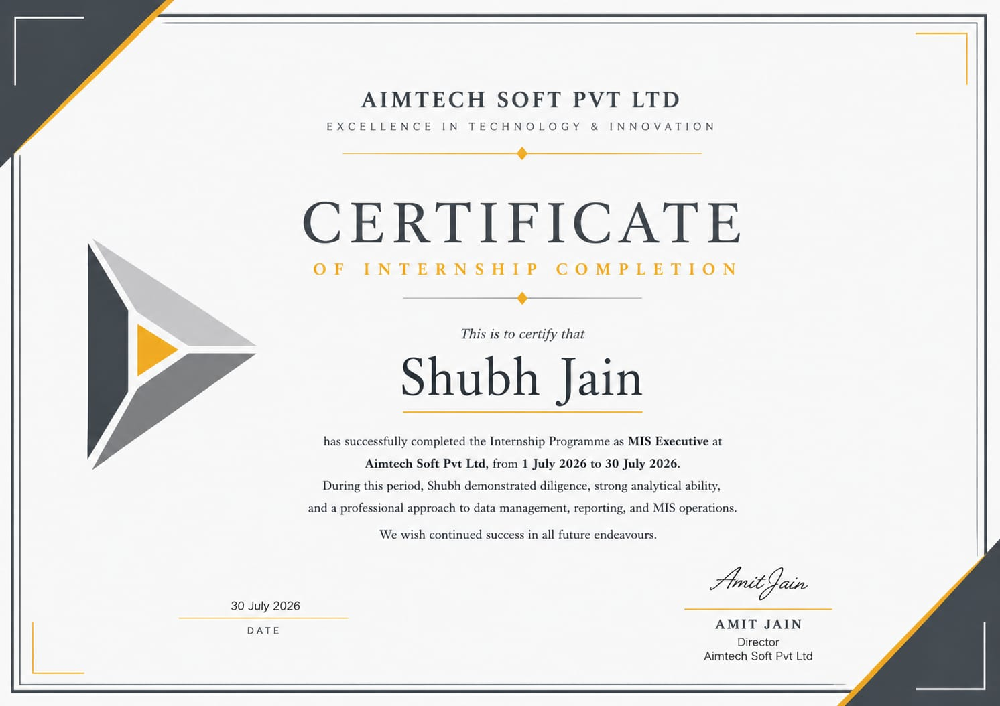 AIMTECH SOFT PVT LTD
EXCELLENCE IN TECHNOLOGY & INNOVATION
CERTIFICATE
OF INTERNSHIP COMPLETION
This is to certify that
Shubh Jain
has successfully completed the Internship Programme as MIS Executive at
Aimtech Soft Pvt Ltd, from 1 July 2026 to 30 July 2026.
During this period, Shubh demonstrated diligence, strong analytical ability,
and a professional approach to data management, reporting, and MIS operations.
We wish continued success in all future endeavours.
30 July 2026
DATE
Amit Jain
AMIT JAIN
Director
Aimtech Soft Pvt Ltd